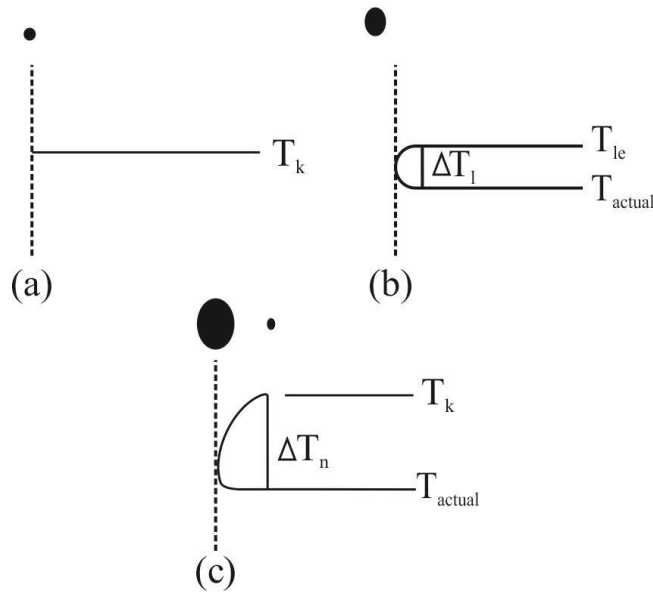 T_k
T_le
ΔT_l
T_actual
(a)
(b)
T_k
ΔT_n
T_actual
(c)